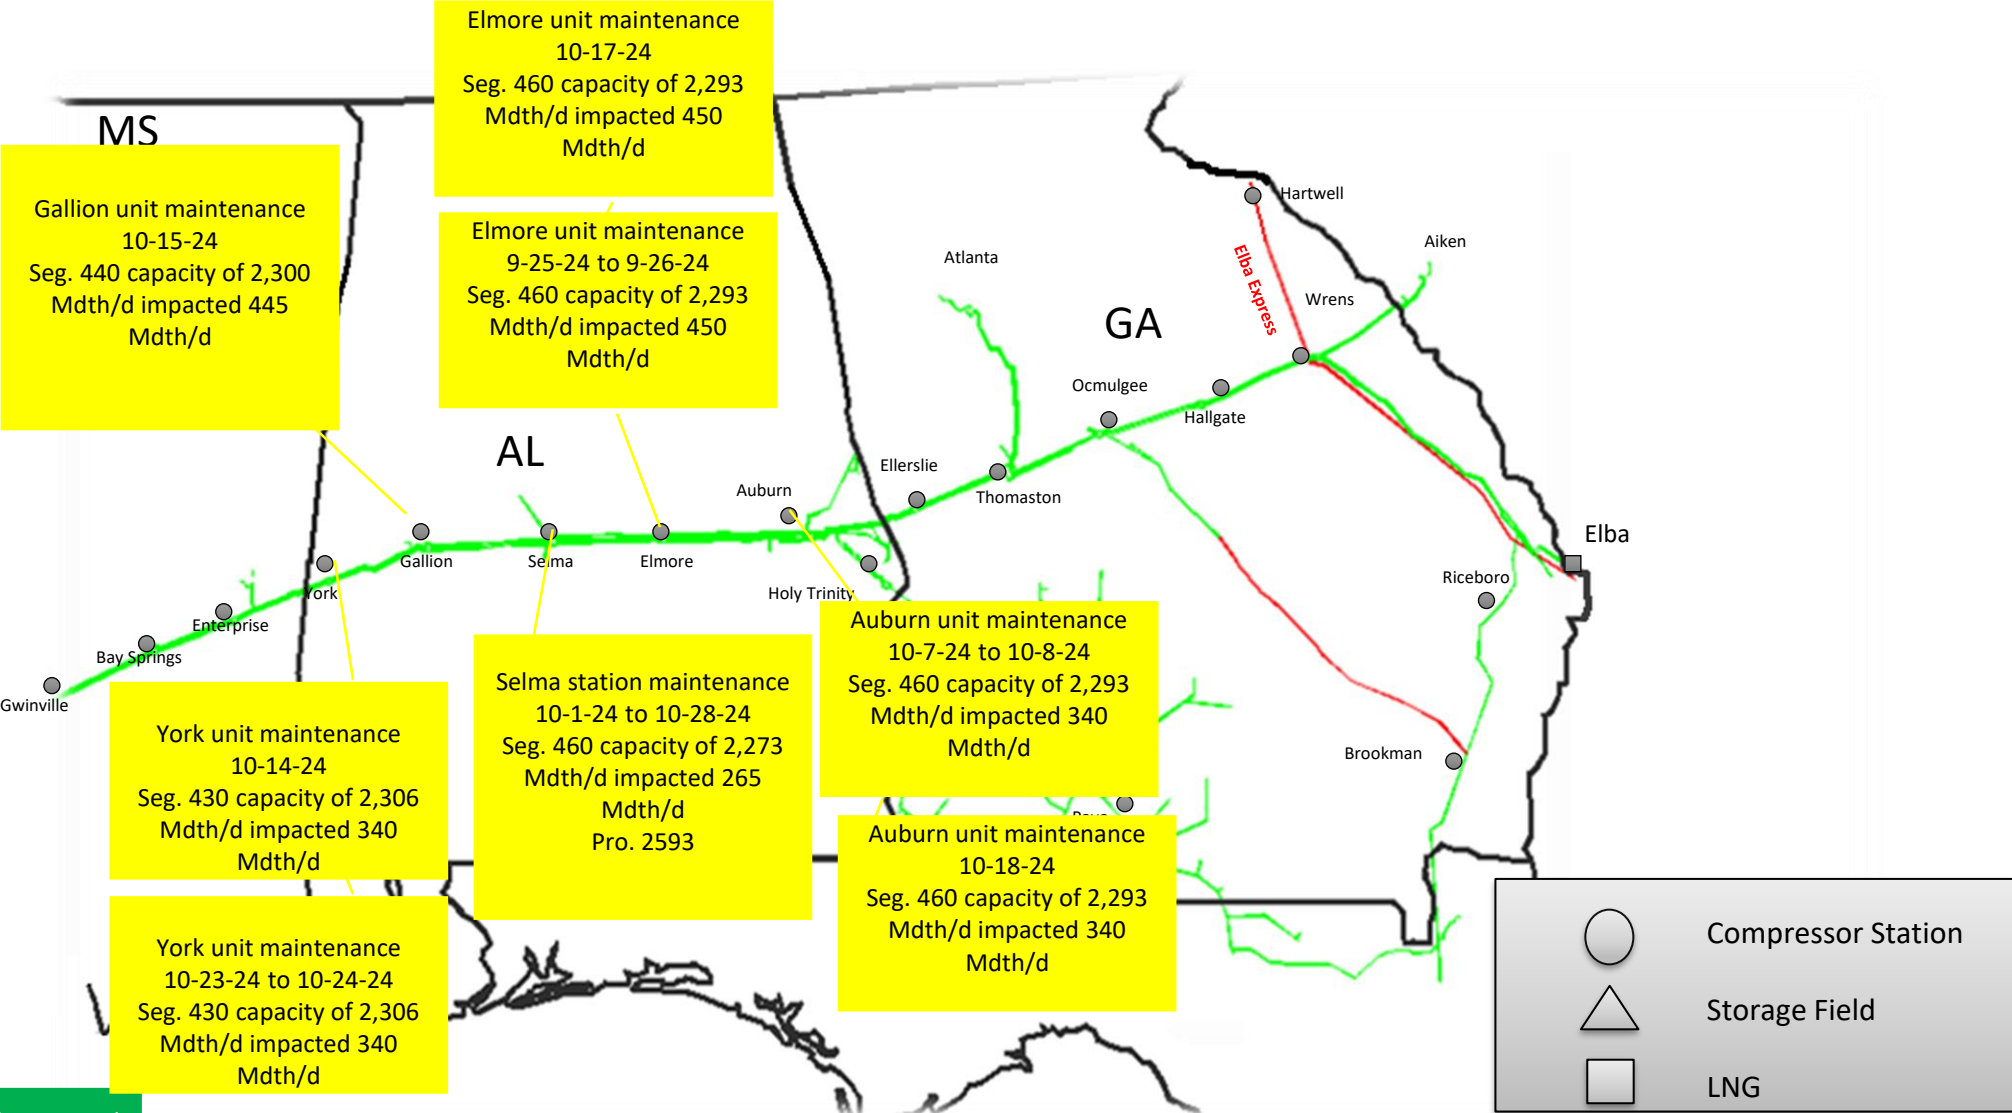 Elmore unit maintenance
10-17-24
Seg. 460 capacity of 2,293
Mdth/d impacted 450
Mdth/d
MS
Gallion unit maintenance
10-15-24
Seg. 440 capacity of 2,300
Mdth/d impacted 445
Mdth/d
Elmore unit maintenance
9-25-24 to 9-26-24
Seg. 460 capacity of 2,293
Mdth/d impacted 450
Mdth/d
Hartwell
Aiken
Atlanta
Elba Express
Wrens
GA
Ocmulgee
Hallgate
AL
Ellerslie
Thomaston
Auburn
Elba
Gallion
Selma
Elmore
Holy Trinity
Riceboro
York
Enterprise
Bay Springs
Gwinville
Auburn unit maintenance
10-7-24 to 10-8-24
Seg. 460 capacity of 2,293
Mdth/d impacted 340
Mdth/d
Selma station maintenance
10-1-24 to 10-28-24
Seg. 460 capacity of 2,273
Mdth/d impacted 265
Mdth/d
Pro. 2593
York unit maintenance
10-14-24
Seg. 430 capacity of 2,306
Mdth/d impacted 340
Mdth/d
Brookman
Auburn unit maintenance
10-18-24
Seg. 460 capacity of 2,293
Mdth/d impacted 340
Mdth/d
York unit maintenance
10-23-24 to 10-24-24
Seg. 430 capacity of 2,306
Mdth/d impacted 340
Mdth/d
Compressor Station
Storage Field
LNG